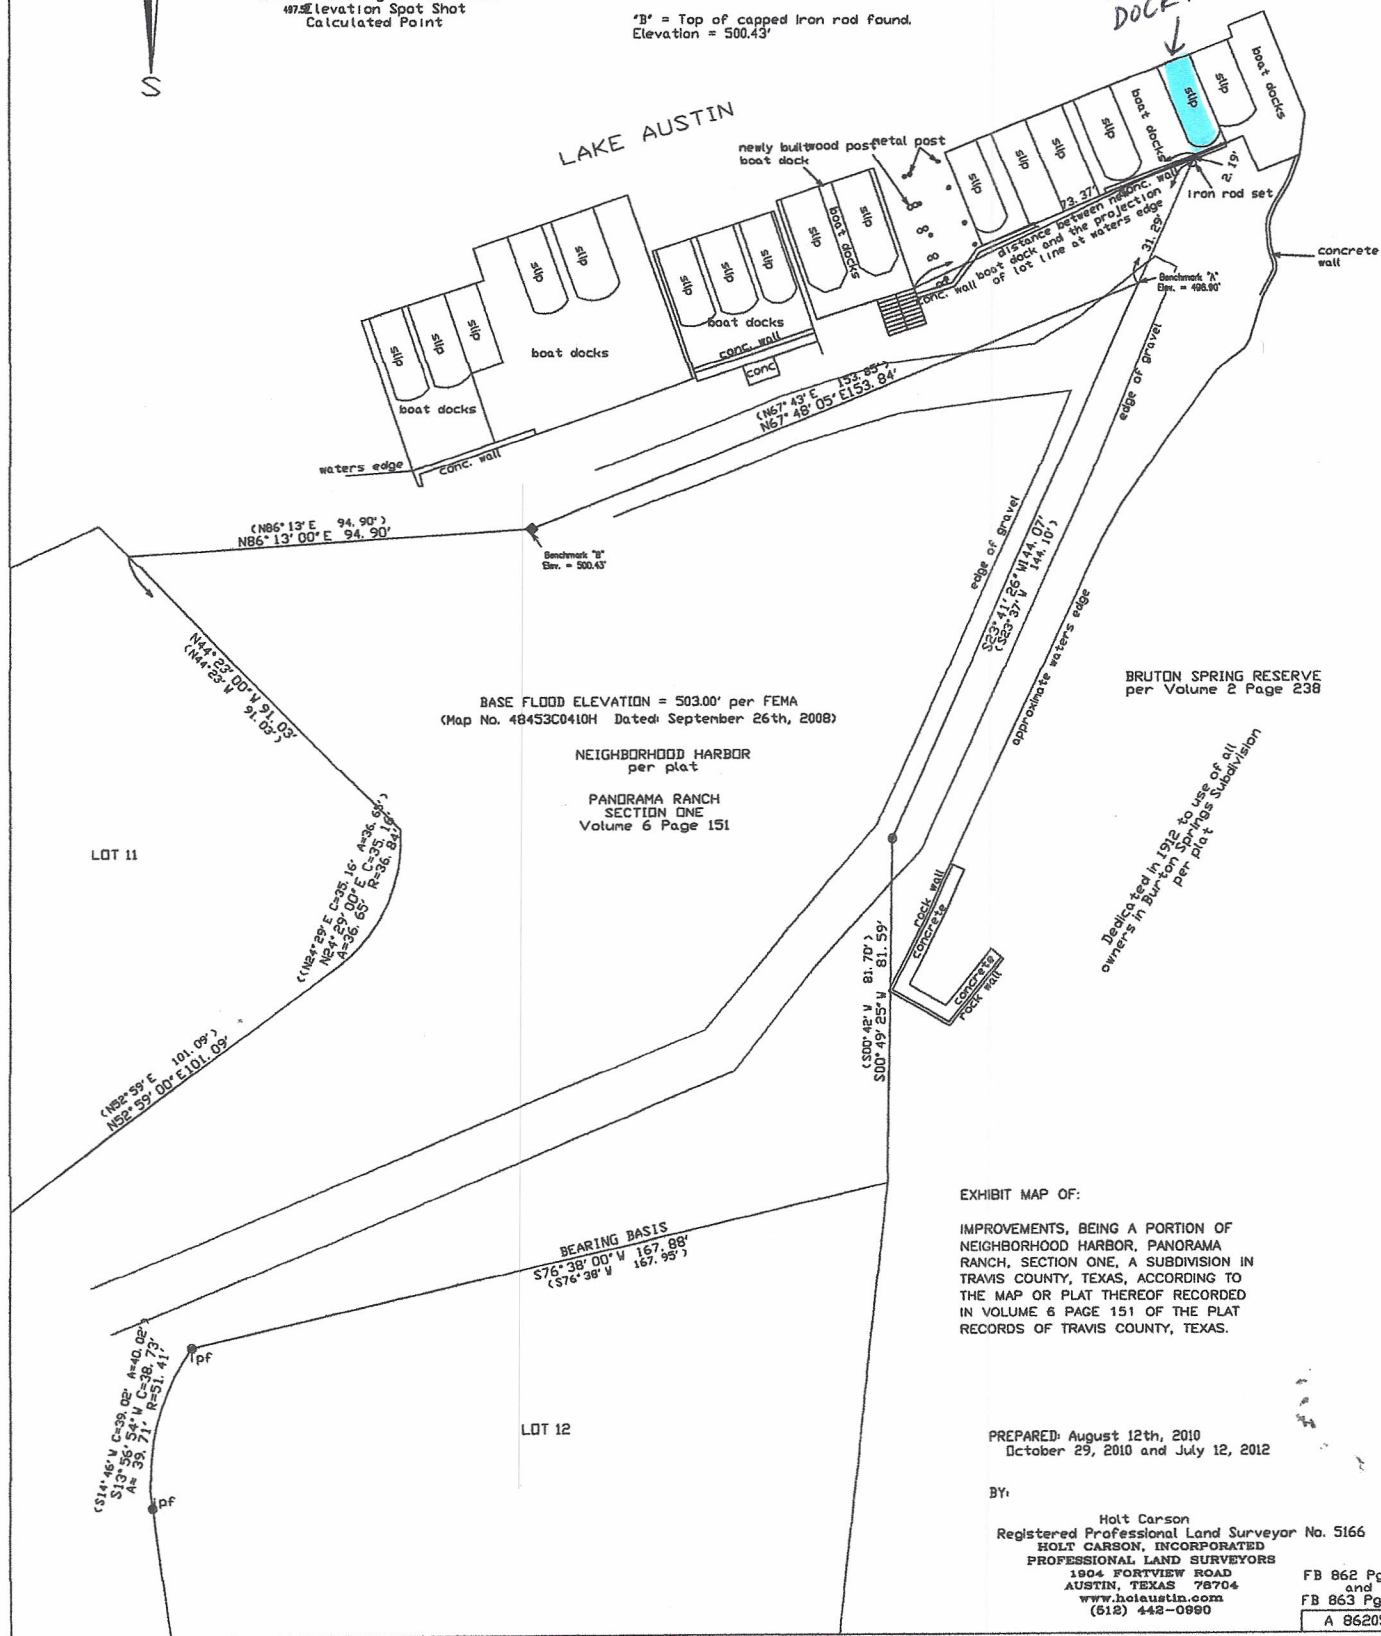 Elevation Spot Shot
Calculated Point
"B" = Top of capped iron rod found.
Elevation = 500.43'
S
LAKE AUSTIN
newly built
boat dock
wood post
metal post
slip
boat docks
slip
slip
boat docks
slip
slip
slip
slip
iron rod set
2.19'
31.29'
73.37'
distance between new
boat dock and the projection
of lot line at waters edge
conc. wall
conc. wall
concrete
wall
Benchmark "A"
Elev. = 498.90'
slip
boat docks
slip
slip
slip
slip
boat docks
conc. wall
conc
slip
slip
boat docks
slip
slip
slip
boat docks
waters edge
conc. wall
(N67°43'E 153.85')
N67°48'05"E 153.84'
edge of gravel
(N86°13'E 94.90')
N86°13'00"E 94.90'
Benchmark "B"
Elev. = 500.43'
edge of gravel
S23°41'26"W 144.07'
(S23°37'W 144.10')
approximate waters edge
N44°23'00"W 91.03'
(N44°23'W 91.03')
BASE FLOOD ELEVATION = 503.00' per FEMA
(Map No. 48453C0410H Dated: September 26th, 2008)
NEIGHBORHOOD HARBOR
per plat
PANORAMA RANCH
SECTION ONE
Volume 6 Page 151
BRUTON SPRING RESERVE
per Volume 2 Page 238
Dedicated in 1912 to use of all
owners in Burton Springs Subdivision
per plat
LOT 11
((N24°29'E C=35.16' A=36.65')
N24°29'00"E C=35.16'
A=36.65' R=36.84'
rock wall
concrete
concrete
rock wall
(S00°42'W 81.70')
S00°49'25"W 81.59'
(N52°59'E 101.09')
N52°59'00"E 101.09'
BEARING BASIS
S76°38'00"W 167.88'
(S76°38'W 167.95')
EXHIBIT MAP OF:
IMPROVEMENTS, BEING A PORTION OF
NEIGHBORHOOD HARBOR, PANORAMA
RANCH, SECTION ONE, A SUBDIVISION IN
TRAVIS COUNTY, TEXAS, ACCORDING TO
THE MAP OR PLAT THEREOF RECORDED
IN VOLUME 6 PAGE 151 OF THE PLAT
RECORDS OF TRAVIS COUNTY, TEXAS.
ipf
(S14°46'W C=39.02' A=40.02')
S13°56'54"W C=38.73'
A= 39.71' R=51.41'
ipf
LOT 12
PREPARED: August 12th, 2010
October 29, 2010 and July 12, 2012
BY:
Holt Carson
Registered Professional Land Surveyor No. 5166
HOLT CARSON, INCORPORATED
PROFESSIONAL LAND SURVEYORS
1904 FORTVIEW ROAD
AUSTIN, TEXAS 78704
www.hciaustin.com
(512) 442-0990
FB 862 Pg
and
FB 863 Pg